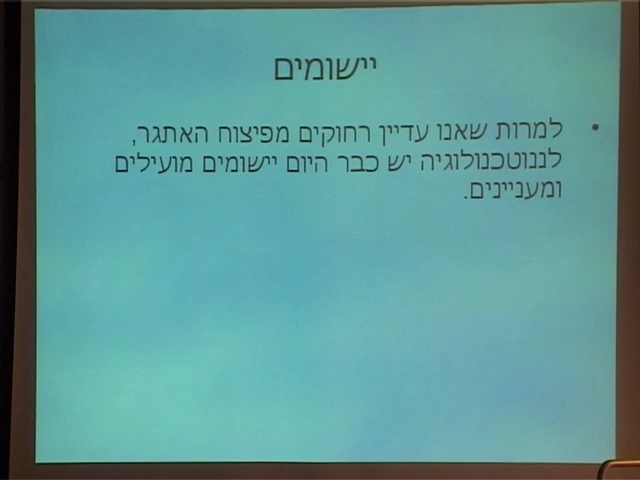 יישומים
• למרות שאנו עדיין רחוקים מפיצוח האתגר,
לננוטכנולוגיה יש כבר היום יישומים מועילים
ומעניינים.